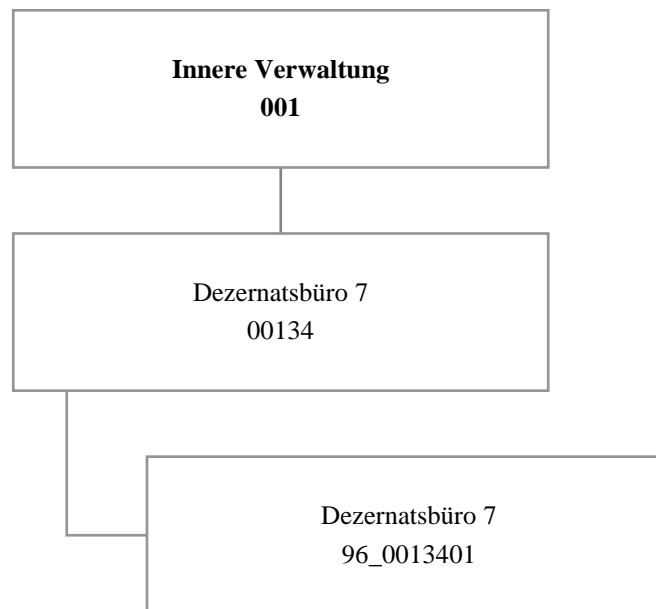 Innere Verwaltung
001
Dezernatsbüro 7
00134
Dezernatsbüro 7
96_0013401